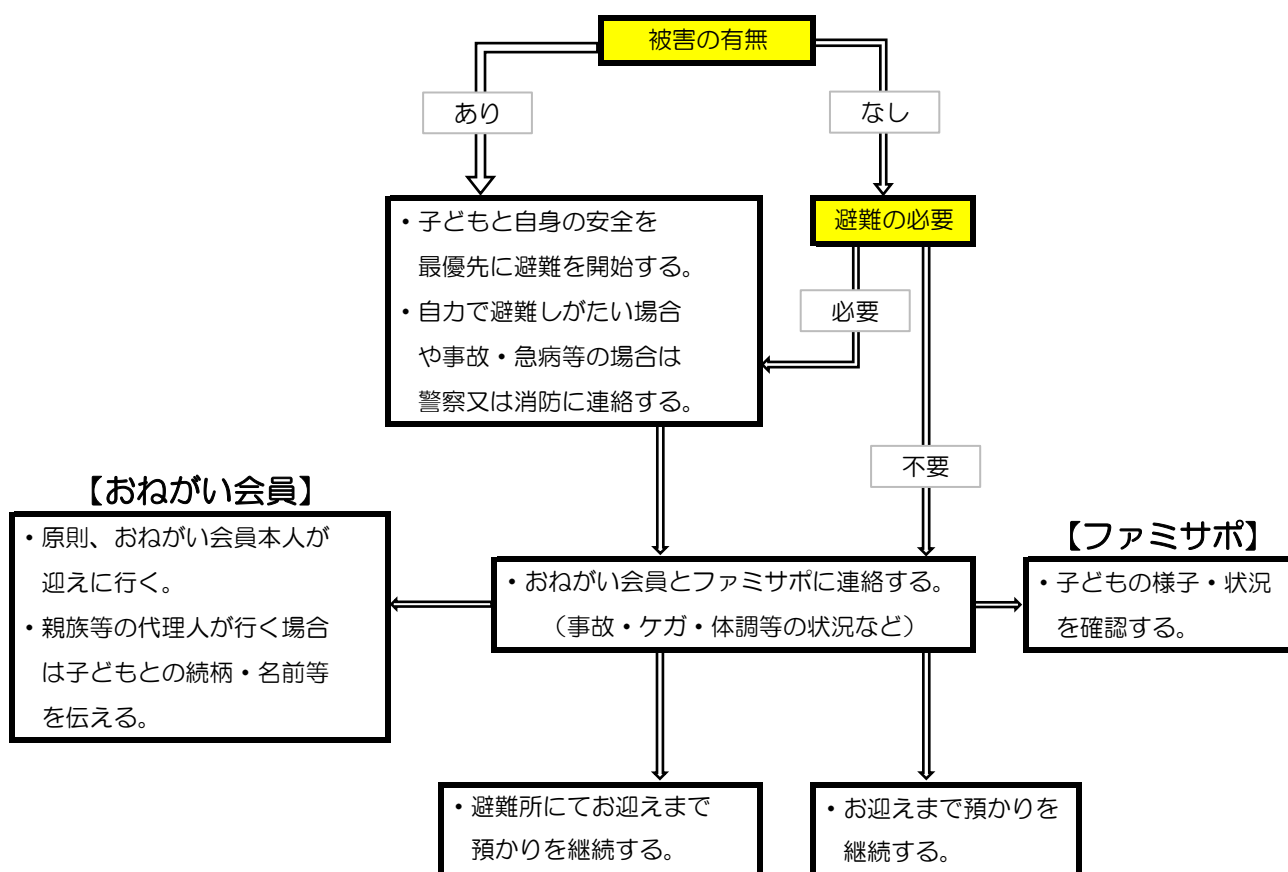 被害の有無
あり
なし
・子どもと自身の安全を
最優先に避難を開始する。
・自力で避難しがたい場合
や事故・急病等の場合は
警察又は消防に連絡する。
避難の必要
必要
不要
【おねがい会員】
・原則、おねがい会員本人が
迎えに行く。
・親族等の代理人が行く場合
は子どもとの続柄・名前等
を伝える。
・おねがい会員とファミサポに連絡する。
（事故・ケガ・体調等の状況など）
【ファミサポ】
・子どもの様子・状況
を確認する。
・避難所にてお迎えまで
預かりを継続する。
・お迎えまで預かりを
継続する。